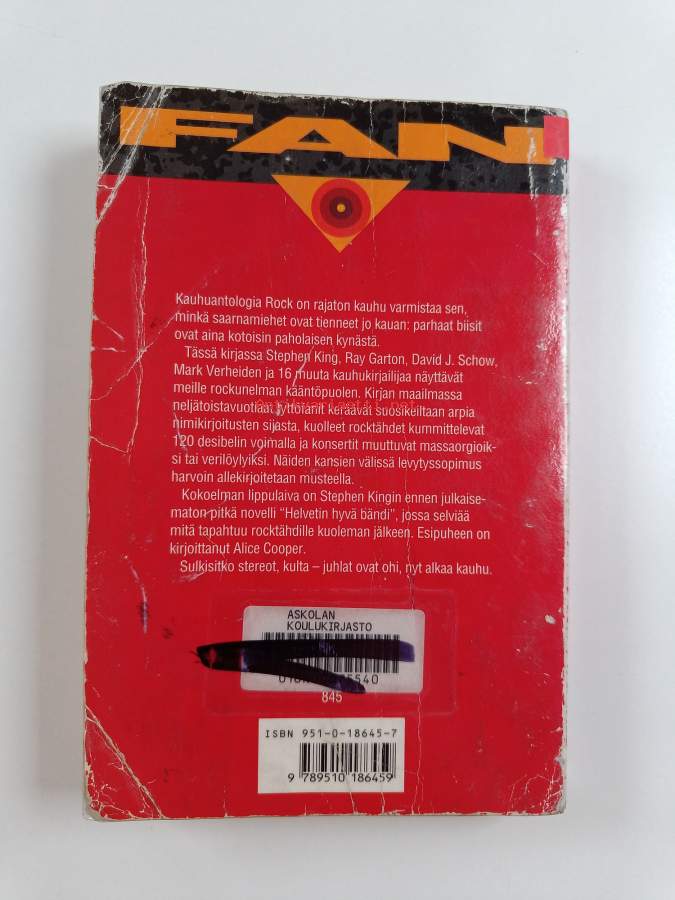 FAN
Kauhuantologia Rock on rajaton kauhu varmistaa sen,
minkä saarnamiehet ovat tienneet jo kauan: parhaat biisit
ovat aina kotoisin paholaisen kynästä.
Tässä kirjassa Stephen King, Ray Garton, David J. Schow,
Mark Verheiden ja 16 muuta kauhukirjailijaa näyttävät
meille rockunelman kääntöpuolen. Kirjan maailmassa
neljätoistavuotiaat tyttöfanit keräävät suosikeiltaan arpia
nimikirjoitusten sijasta, kuolleet rocktähdet kummittelevat
120 desibelin voimalla ja konsertit muuttuvat massaorgioik-
si tai verilöylyiksi. Näiden kansien välissä levytyssopimus
harvoin allekirjoitetaan musteella.
Kokoelman lippulaiva on Stephen Kingin ennen julkaise-
maton pitkä novelli "Helvetin hyvä bändi", jossa selviää
mitä tapahtuu rocktähdille kuoleman jälkeen. Esipuheen on
kirjoittanut Alice Cooper.
Sulkisitko stereot, kulta – juhlat ovat ohi, nyt alkaa kauhu.
ASKOLAN
KOULUKIRJASTO
845
ISBN 951-0-18645-7
9 789510 186459